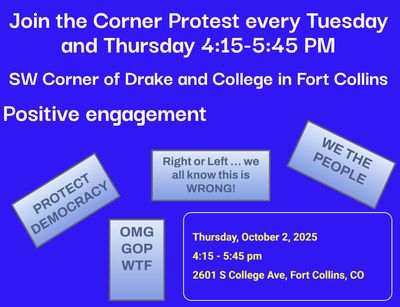 Join the Corner Protest every Tuesday
and Thursday 4:15-5:45 PM
SW Corner of Drake and College in Fort Collins
Positive engagement
PROTECT
DEMOCRACY
Right or Left ... we
all know this is
WRONG!
WE THE
PEOPLE
OMG
GOP
WTF
Thursday, October 2, 2025
4:15 - 5:45 pm
2601 S College Ave, Fort Collins, CO